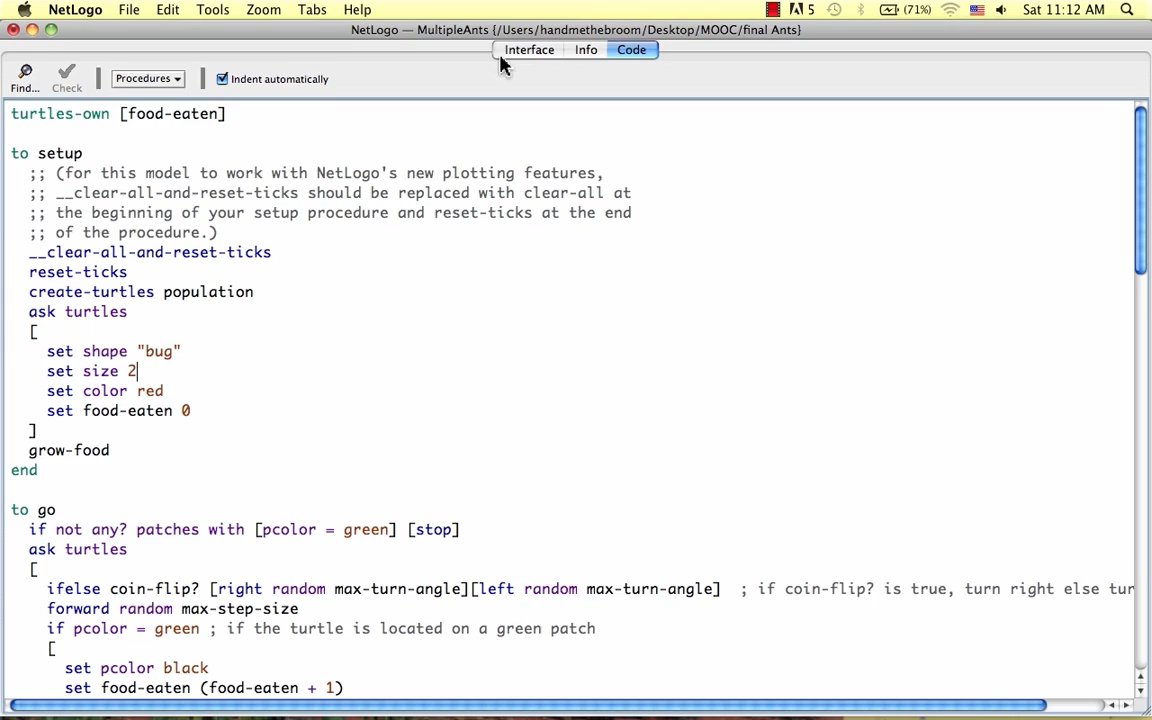 NetLogo File Edit Tools Zoom Tabs Help 5 (71%) Sat 11:12 AM
NetLogo — MultipleAnts {/Users/handmethebroom/Desktop/MOOC/final Ants}
Interface Info Code
Find... Check Procedures Indent automatically
turtles-own [food-eaten]
to setup
;; (for this model to work with NetLogo's new plotting features,
;; __clear-all-and-reset-ticks should be replaced with clear-all at
;; the beginning of your setup procedure and reset-ticks at the end
;; of the procedure.)
__clear-all-and-reset-ticks
reset-ticks
create-turtles population
ask turtles
[
set shape "bug"
set size 2
set color red
set food-eaten 0
]
grow-food
end
to go
if not any? patches with [pcolor = green] [stop]
ask turtles
[
ifelse coin-flip? [right random max-turn-angle][left random max-turn-angle] ; if coin-flip? is true, turn right else tur
forward random max-step-size
if pcolor = green ; if the turtle is located on a green patch
[
set pcolor black
set food-eaten (food-eaten + 1)